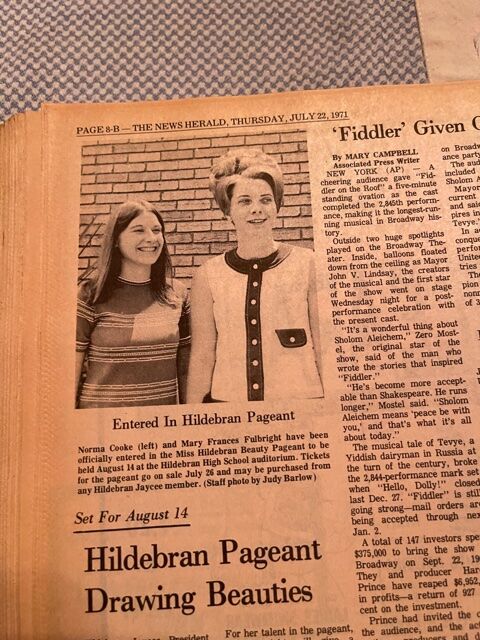 PAGE 8-B — THE NEWS HERALD, THURSDAY, JULY 22, 1971
Entered In Hildebran Pageant
Norma Cooke (left) and Mary Frances Fulbright have been
officially entered in the Miss Hildebran Beauty Pageant to be
held August 14 at the Hildebran High School auditorium. Tickets
for the pageant go on sale July 26 and may be purchased from
any Hildebran Jaycee member. (Staff photo by Judy Barlow)
Set For August 14
Hildebran Pageant
Drawing Beauties
President
For her talent in the pageant,
'Fiddler' Given
By MARY CAMPBELL
Associated Press Writer
NEW YORK (AP) — A
cheering audience gave "Fid-
dler on the Roof" a five-minute
standing ovation as the cast
completed the 2,845th perform-
ance, making it the longest-run-
ning musical in Broadway his-
tory.
Outside two huge spotlights
played on the Broadway The-
ater. Inside, balloons floated
down from the ceiling as Mayor
John V. Lindsay, the creators
of the musical and the first star
of the show went on stage
Wednesday night for a post-
performance celebration with
the present cast.
"It's a wonderful thing about
Sholom Aleichem," Zero Most-
el, the original star of the
show, said of the man who
wrote the stories that inspired
"Fiddler."
"He's become more accept-
able than Shakespeare. He runs
longer," Mostel said. "Sholom
Aleichem means 'peace be with
you,' and that's what it's all
about today."
The musical tale of Tevye, a
Yiddish dairyman in Russia at
the turn of the century, broke
the 2,844-performance mark set
when "Hello, Dolly!" closed
last Dec. 27. "Fiddler" is still
going strong—mail orders are
being accepted through
Jan. 2.
A total of 147 investors
$375,000 to bring the show
Broadway on Sept. 22,
They and producer
Prince have reaped
in profits—a return of 927
cent on the investment.
Prince had invited the
the audience, and the
on
ance
The
included
Sholom
Mayor
current
and
in
Tevye.
In
United
tries
The
of